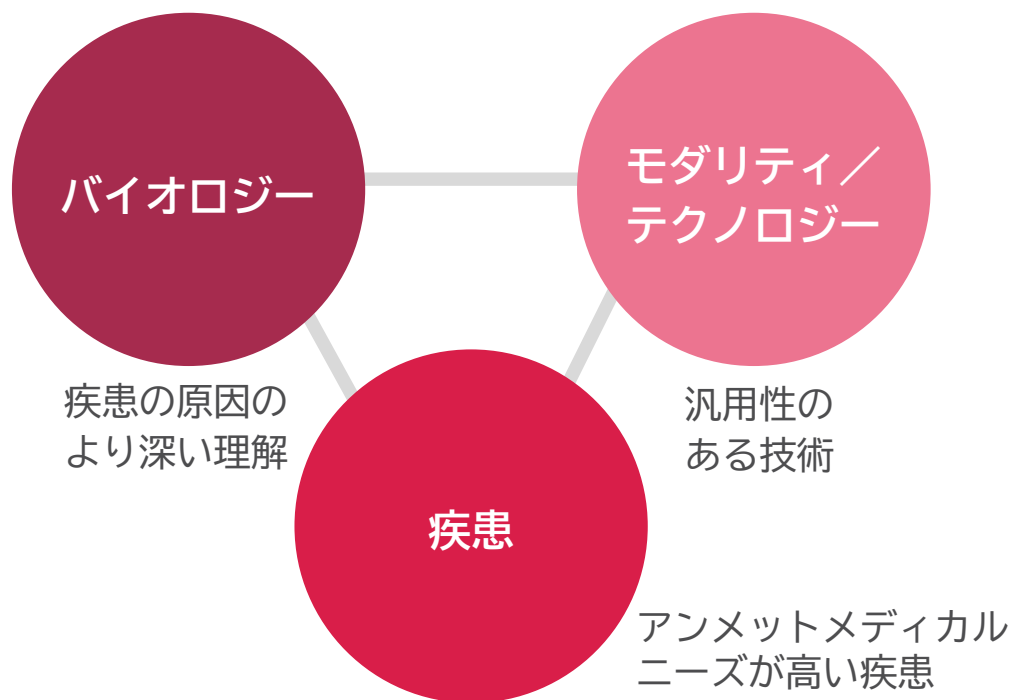 バイオロジー
モダリティ／
テクノロジー
疾患の原因の
より深い理解
汎用性の
ある技術
疾患
アンメットメディカル
ニーズが高い疾患